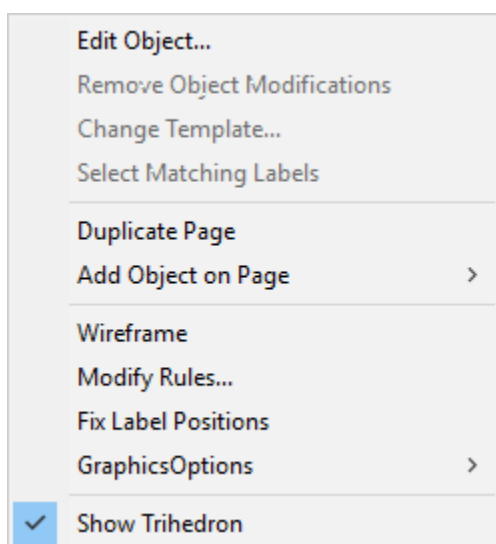 Edit Object...
Remove Object Modifications
Change Template...
Select Matching Labels
Duplicate Page
Add Object on Page
Wireframe
Modify Rules...
Fix Label Positions
GraphicsOptions
Show Trihedron